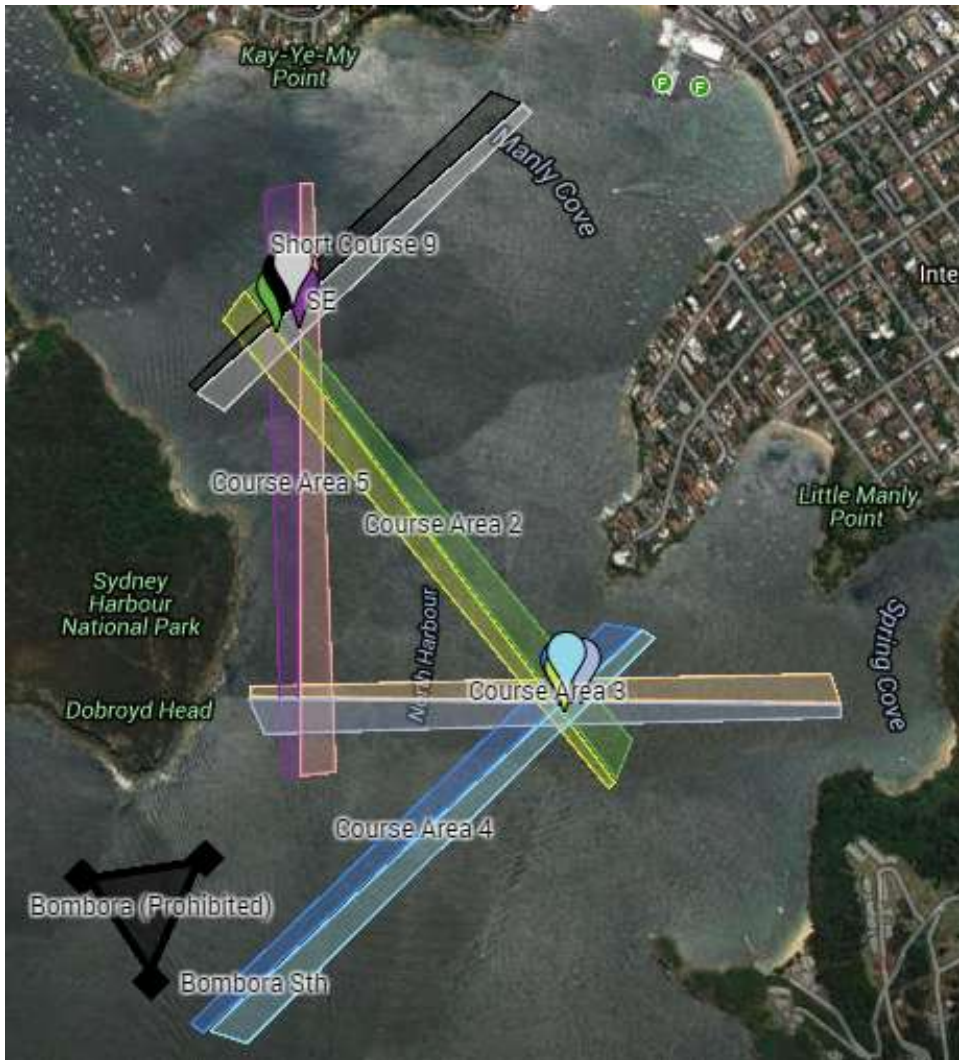 Kay-Ye-My
Point
F
F
Manly Cove
Short Course 9
Inte
SE
Course Area 5
Course Area 2
Little Manly
Point
Sydney
Harbour
National Park
North Harbour
Spring Cove
Course Area 3
Dobroyd Head
Course Area 4
Bombora (Prohibited)
Bombora Sth